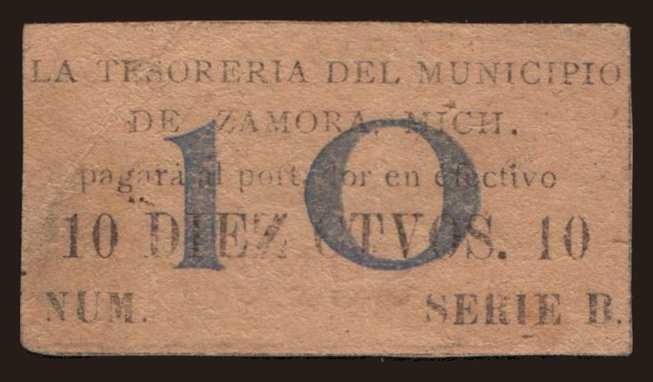 LA TESORERIA DEL MUNICIPIO
DE ZAMORA, MICH.
pagará al portador en efectivo
10 DIEZ CTVOS. 10
10
NUM. SERIE B.